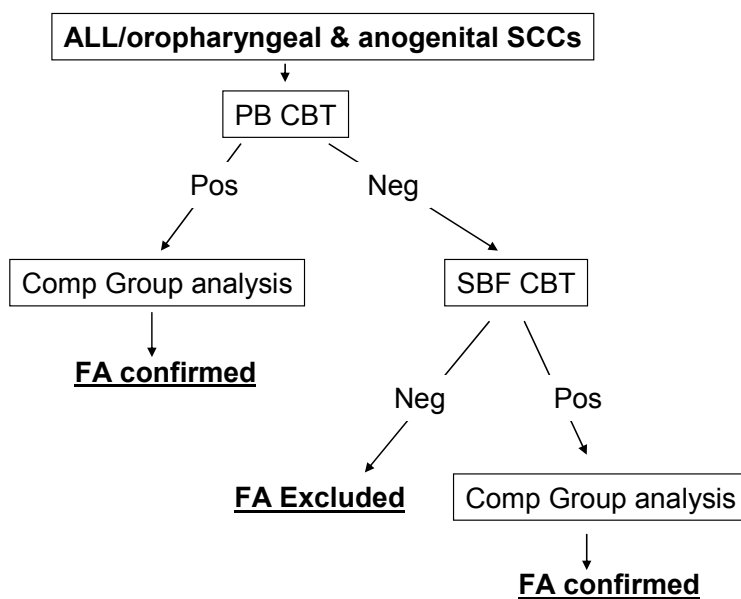 ALL/oropharyngeal & anogenital SCCs
PB CBT
Pos
Neg
Comp Group analysis
SBF CBT
FA confirmed
Neg
Pos
FA Excluded
Comp Group analysis
FA confirmed